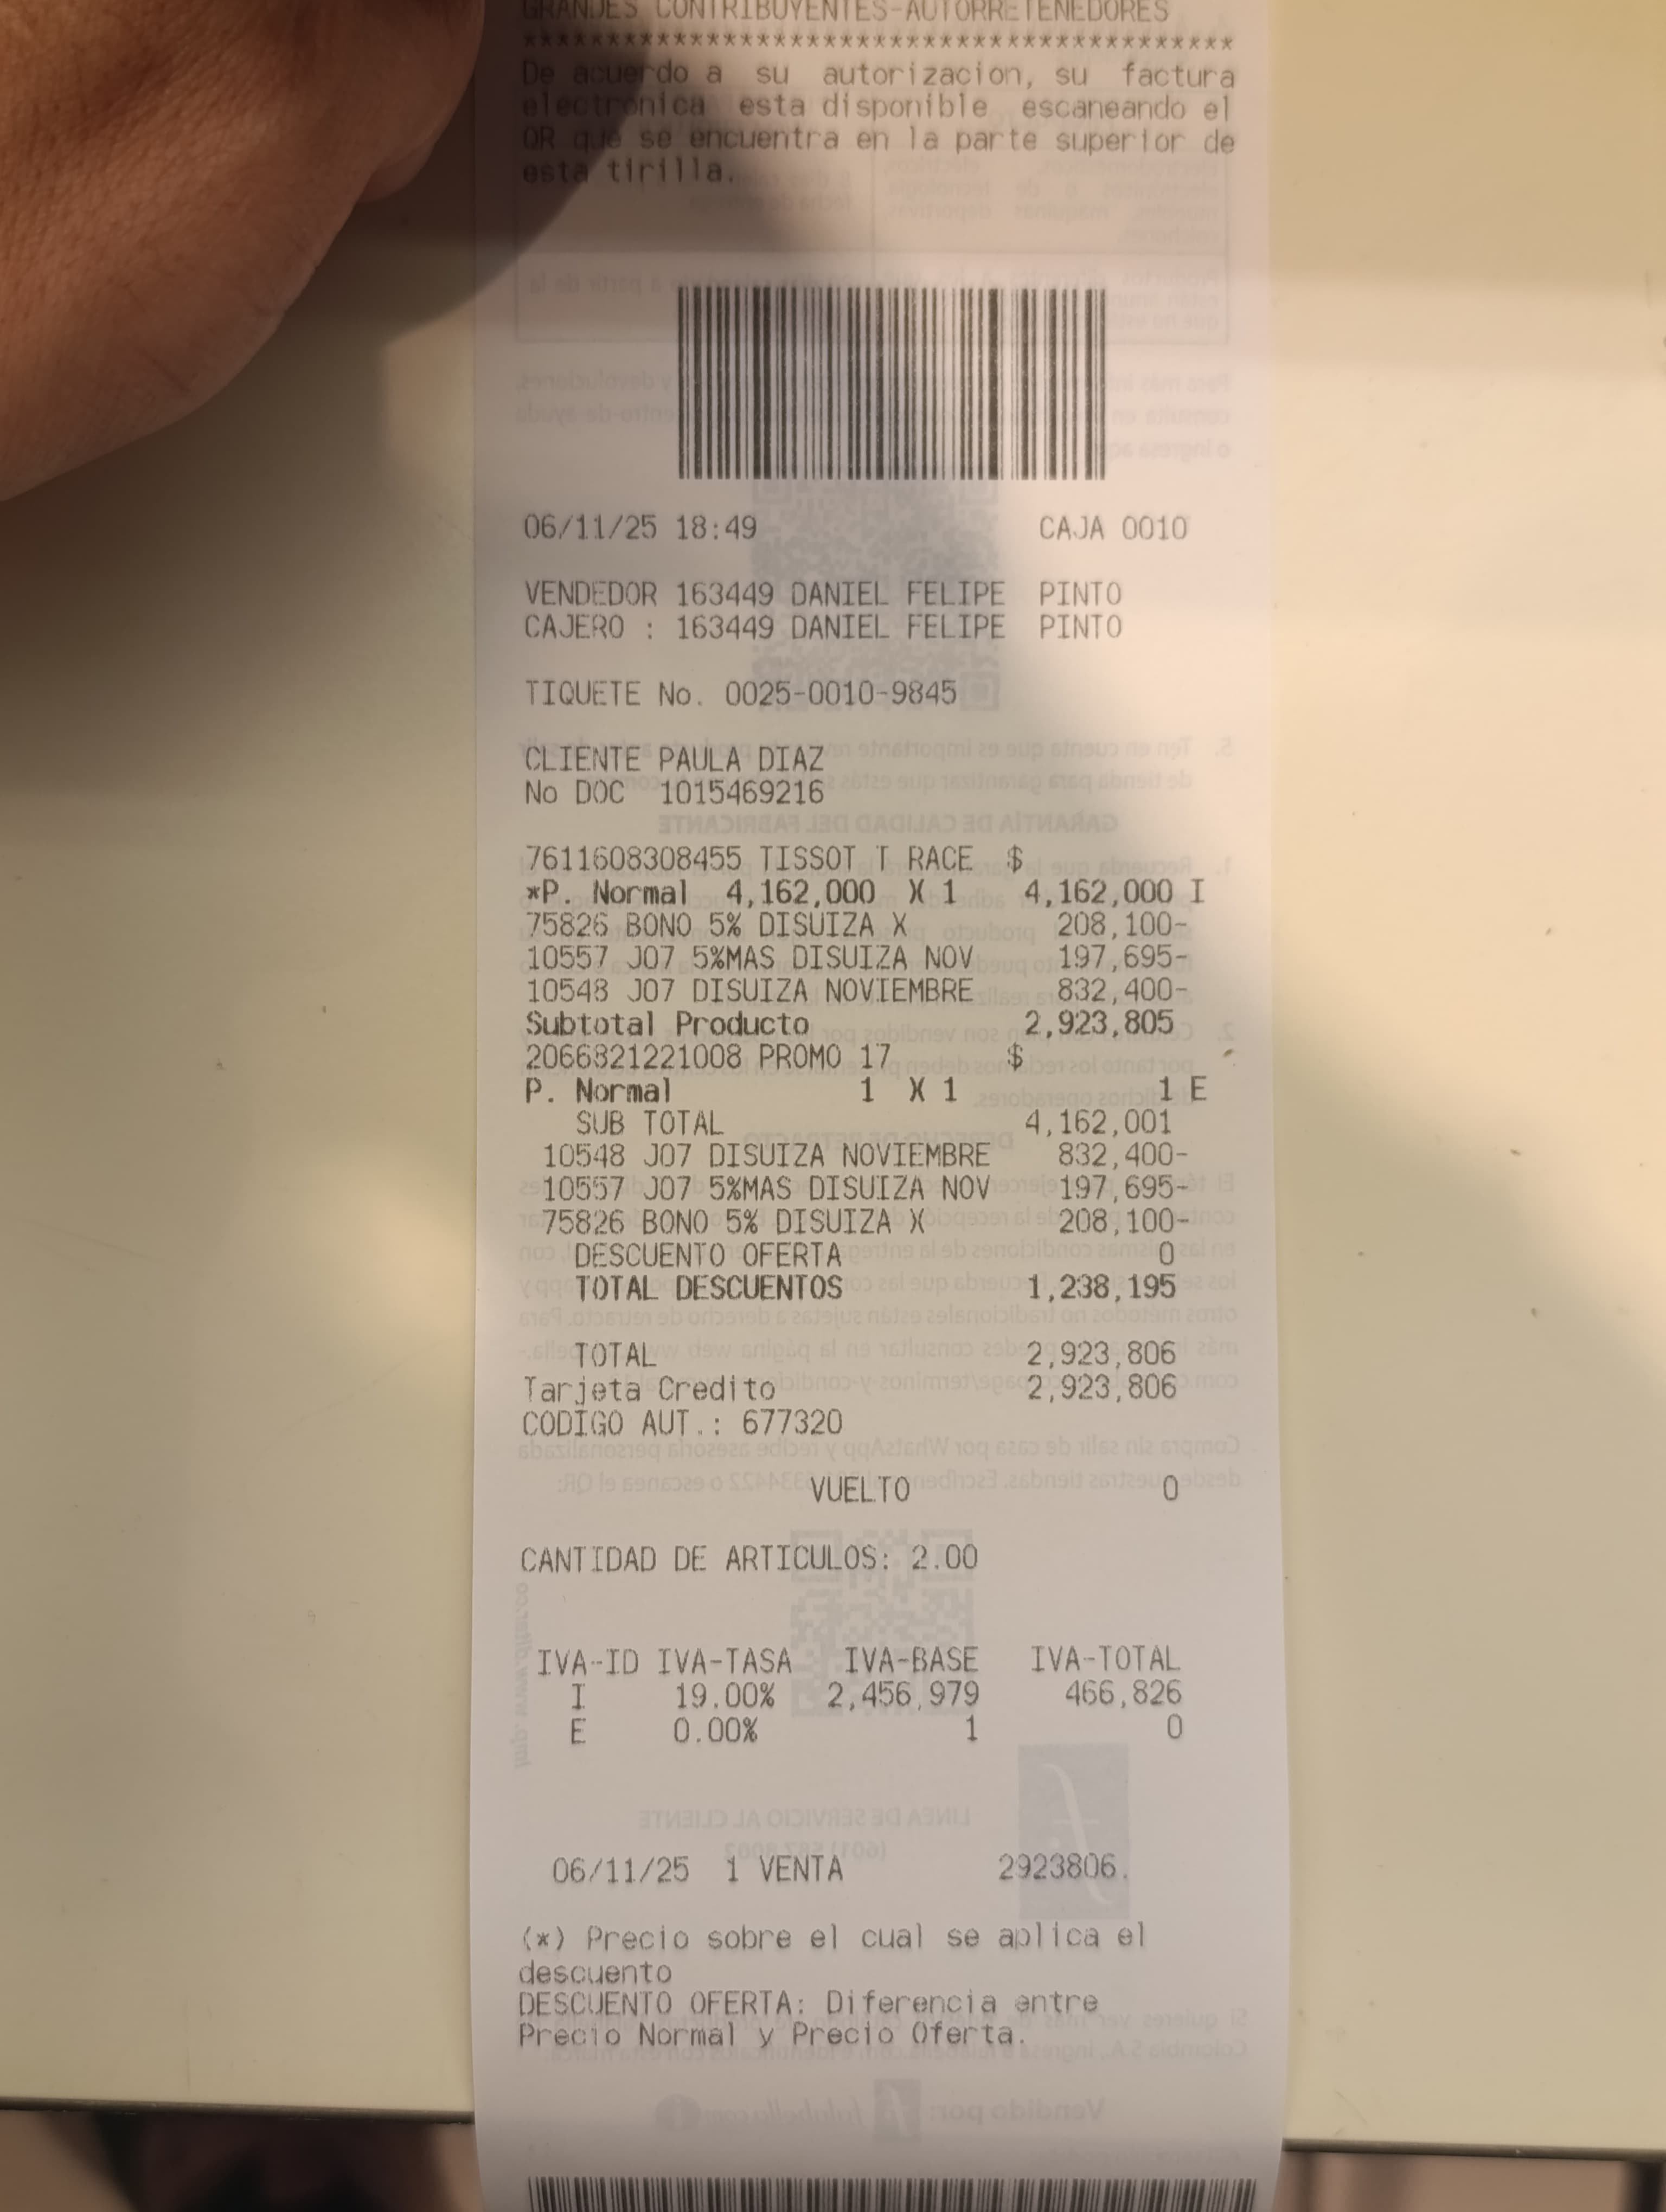 GRANDES CONTRIBUYENTES-AUTORRETENEDORES
*******************************************
De acuerdo a su autorizacion, su factura
electronica esta disponible escaneando el
QR que se encuentra en la parte superior de
esta tirilla.
06/11/25 18:49 CAJA 0010
VENDEDOR 163449 DANIEL FELIPE PINTO
CAJERO : 163449 DANIEL FELIPE PINTO
TIQUETE No. 0025-0010-9845
CLIENTE PAULA DIAZ
No DOC 1015469216
7611608308455 TISSOT T RACE $
*P. Normal 4,162,000 X 1 4,162,000 I
75826 BONO 5% DISUIZA X 208,100-
10557 J07 5%MAS DISUIZA NOV 197,695-
10548 J07 DISUIZA NOVIEMBRE 832,400-
Subtotal Producto 2,923,805
2066821221008 PROMO 17 $
P. Normal 1 X 1 1 E
SUB TOTAL 4,162,001
10548 J07 DISUIZA NOVIEMBRE 832,400-
10557 J07 5%MAS DISUIZA NOV 197,695-
75826 BONO 5% DISUIZA X 208,100-
DESCUENTO OFERTA 0
TOTAL DESCUENTOS 1,238,195
TOTAL 2,923,806
Tarjeta Credito 2,923,806
CODIGO AUT.: 677320
VUELTO 0
CANTIDAD DE ARTICULOS: 2.00
IVA-ID IVA-TASA IVA-BASE IVA-TOTAL
I 19.00% 2,456,979 466,826
E 0.00% 1 0
06/11/25 1 VENTA 2923806.
(*) Precio sobre el cual se aplica el
descuento
DESCUENTO OFERTA: Diferencia entre
Precio Normal y Precio Oferta.